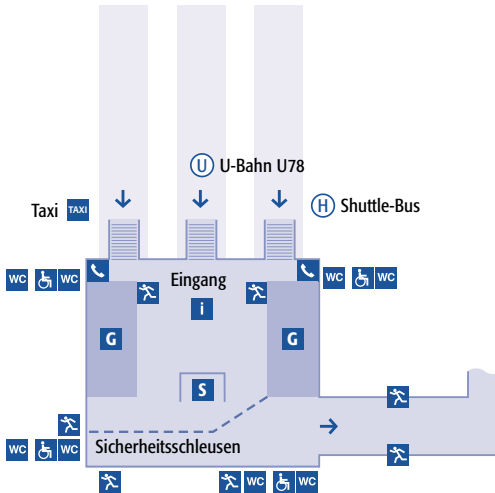 U U-Bahn U78
Taxi TAXI
H Shuttle-Bus
Eingang
WC WC
WC WC
i
G
G
S
Sicherheitsschleusen
WC WC
WC WC